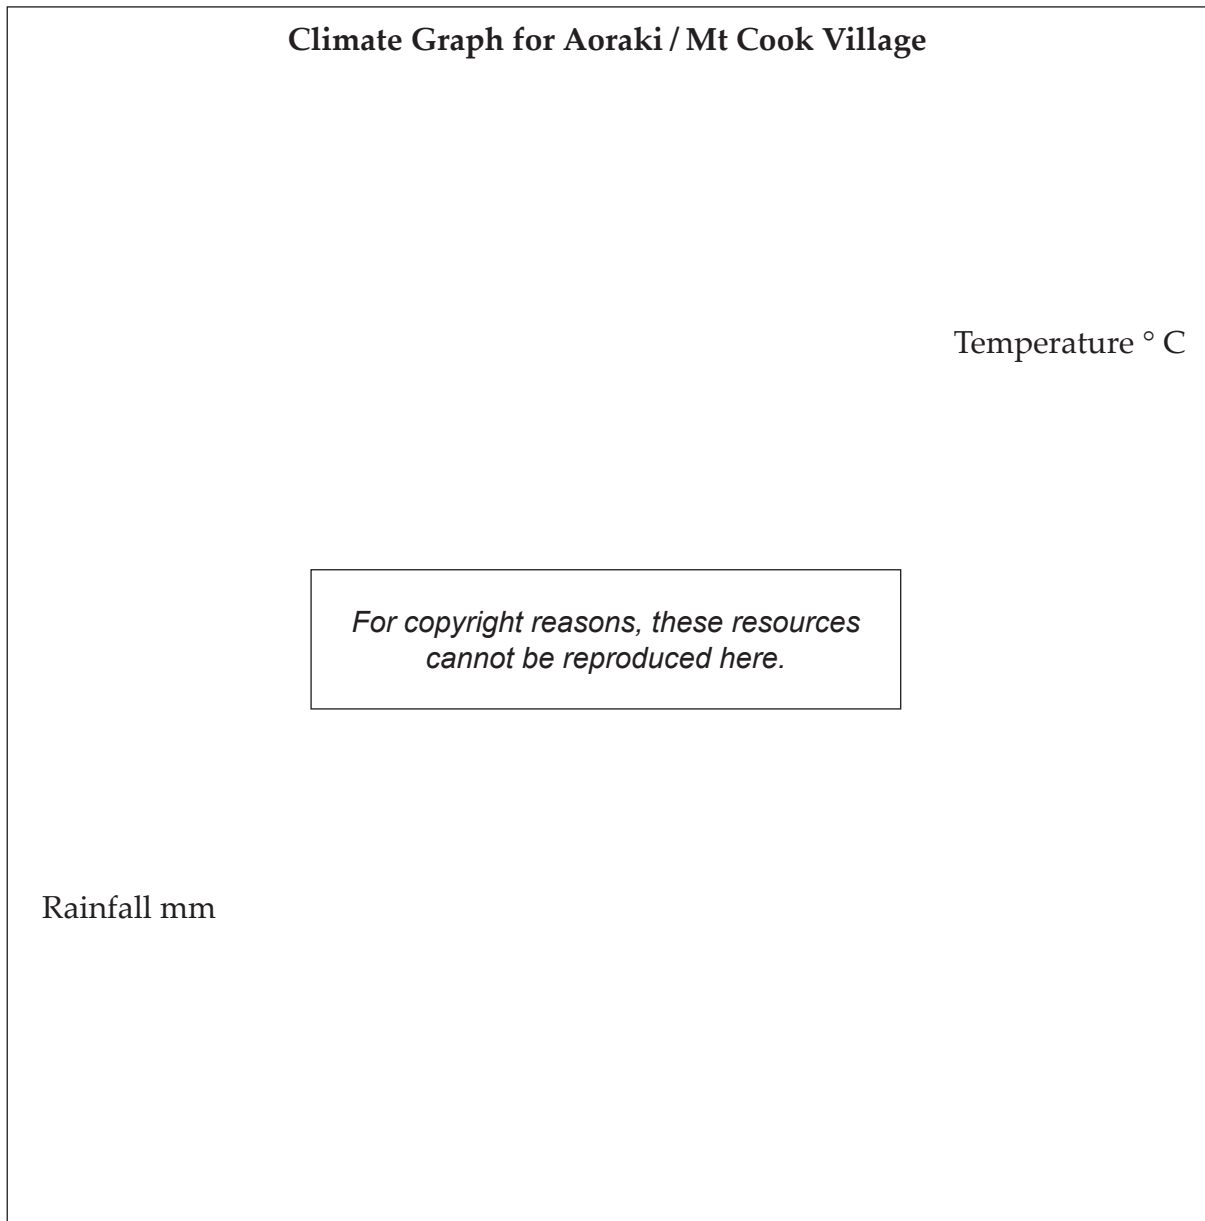 Climate Graph for Aoraki / Mt Cook Village
Temperature ° C
For copyright reasons, these resources
cannot be reproduced here.
Rainfall mm